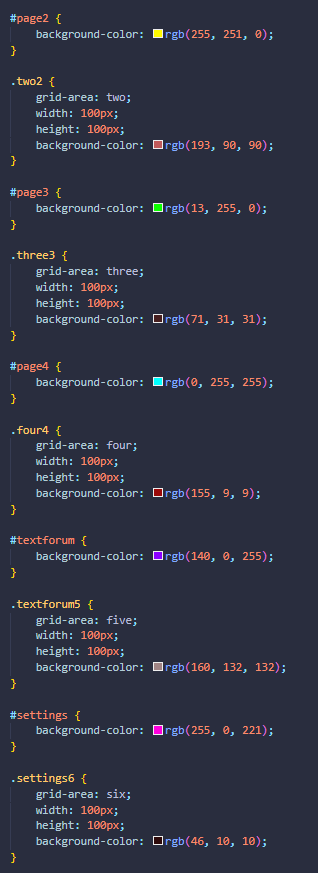 #page2 {
background-color: rgb(255, 251, 0);
}
.two2 {
grid-area: two;
width: 100px;
height: 100px;
background-color: rgb(193, 90, 90);
}
#page3 {
background-color: rgb(13, 255, 0);
}
.three3 {
grid-area: three;
width: 100px;
height: 100px;
background-color: rgb(71, 31, 31);
}
#page4 {
background-color: rgb(0, 255, 255);
}
.four4 {
grid-area: four;
width: 100px;
height: 100px;
background-color: rgb(155, 9, 9);
}
#textforum {
background-color: rgb(140, 0, 255);
}
.textforum5 {
grid-area: five;
width: 100px;
height: 100px;
background-color: rgb(160, 132, 132);
}
#settings {
background-color: rgb(255, 0, 221);
}
.settings6 {
grid-area: six;
width: 100px;
height: 100px;
background-color: rgb(46, 10, 10);
}